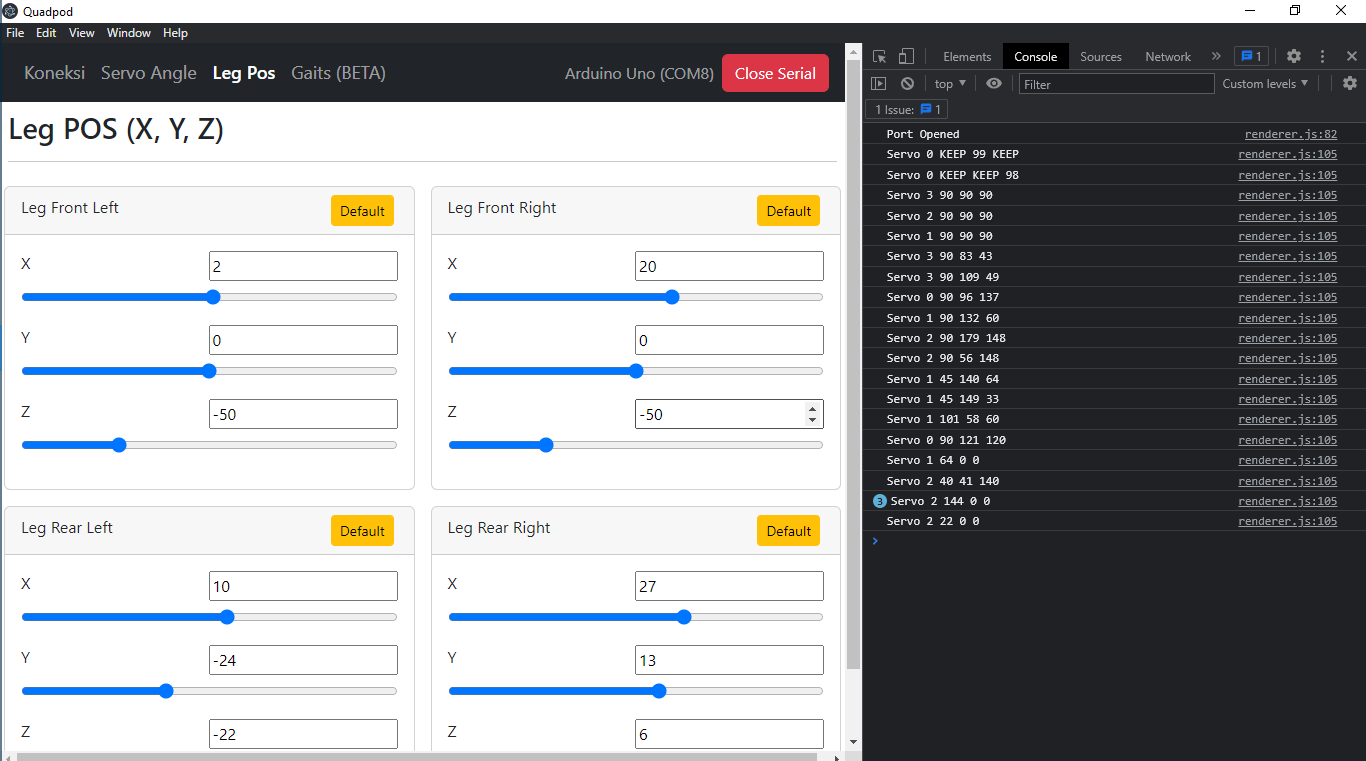 Quadpod
File Edit View Window Help
Koneksi Servo Angle Leg Pos Gaits (BETA) Arduino Uno (COM8) Close Serial
Leg POS (X, Y, Z)
Leg Front Left Default
X 2
Y 0
Z -50
Leg Front Right Default
X 20
Y 0
Z -50
Leg Rear Left Default
X 10
Y -24
Z -22
Leg Rear Right Default
X 27
Y 13
Z 6
Elements Console Sources Network » 1
top Filter Custom levels
1 Issue: 1
Port Opened renderer.js:82
Servo 0 KEEP 99 KEEP renderer.js:105
Servo 0 KEEP KEEP 98 renderer.js:105
Servo 3 90 90 90 renderer.js:105
Servo 2 90 90 90 renderer.js:105
Servo 1 90 90 90 renderer.js:105
Servo 3 90 83 43 renderer.js:105
Servo 3 90 109 49 renderer.js:105
Servo 0 90 96 137 renderer.js:105
Servo 1 90 132 60 renderer.js:105
Servo 2 90 179 148 renderer.js:105
Servo 2 90 56 148 renderer.js:105
Servo 1 45 140 64 renderer.js:105
Servo 1 45 149 33 renderer.js:105
Servo 1 101 58 60 renderer.js:105
Servo 0 90 121 120 renderer.js:105
Servo 1 64 0 0 renderer.js:105
Servo 2 40 41 140 renderer.js:105
3 Servo 2 144 0 0 renderer.js:105
Servo 2 22 0 0 renderer.js:105